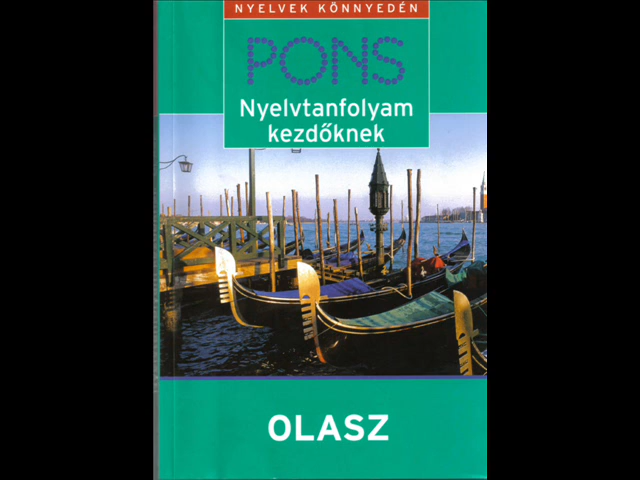 NYELVEK KÖNNYEDÉN
PONS
Nyelvtanfolyam
kezdőknek
OLASZ